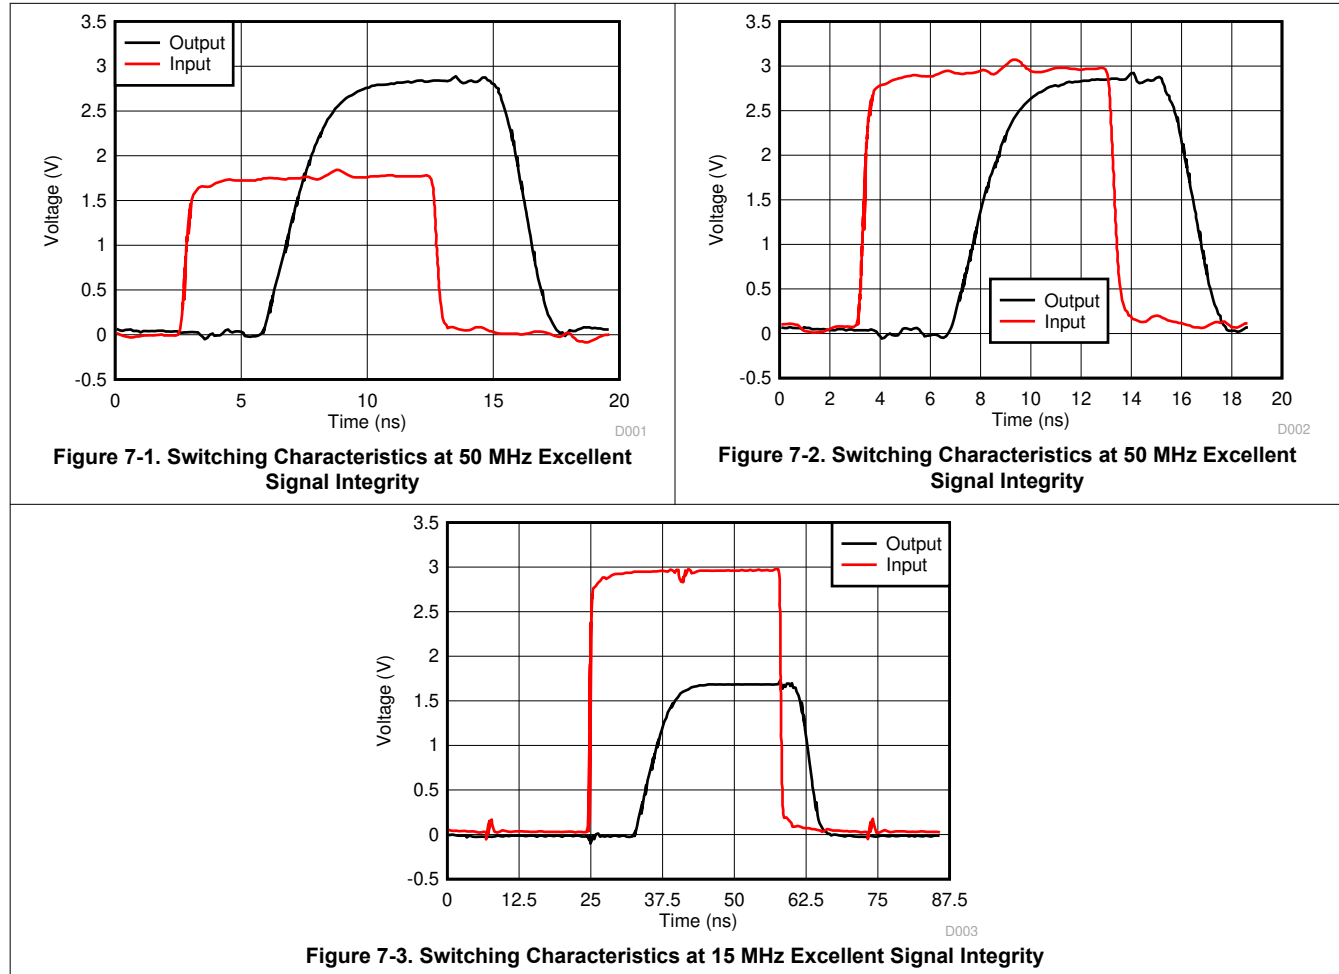 3.5
3
2.5
2
1.5
1
0.5
0
-0.5
Voltage (V)
Output
Input
0 5 10 15 20
Time (ns)
D001
Figure 7-1. Switching Characteristics at 50 MHz Excellent
Signal Integrity
3.5
3
2.5
2
1.5
1
0.5
0
-0.5
Voltage (V)
Output
Input
0 2 4 6 8 10 12 14 16 18 20
Time (ns)
D002
Figure 7-2. Switching Characteristics at 50 MHz Excellent
Signal Integrity
3.5
3
2.5
2
1.5
1
0.5
0
-0.5
Voltage (V)
Output
Input
0 12.5 25 37.5 50 62.5 75 87.5
Time (ns)
D003
Figure 7-3. Switching Characteristics at 15 MHz Excellent Signal Integrity